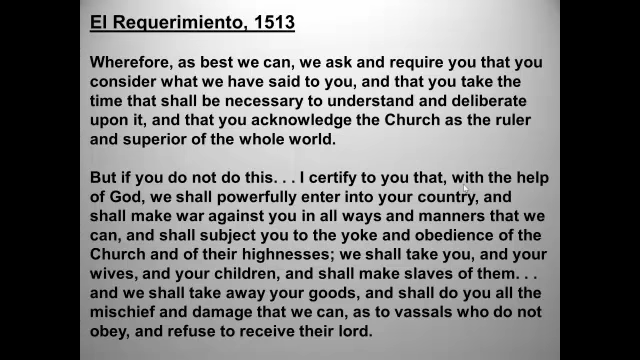 El Requerimiento, 1513
Wherefore, as best we can, we ask and require you that you
consider what we have said to you, and that you take the
time that shall be necessary to understand and deliberate
upon it, and that you acknowledge the Church as the ruler
and superior of the whole world.
But if you do not do this. . . I certify to you that, with the help
of God, we shall powerfully enter into your country, and
shall make war against you in all ways and manners that we
can, and shall subject you to the yoke and obedience of the
Church and of their highnesses; we shall take you, and your
wives, and your children, and shall make slaves of them. . .
and we shall take away your goods, and shall do you all the
mischief and damage that we can, as to vassals who do not
obey, and refuse to receive their lord.